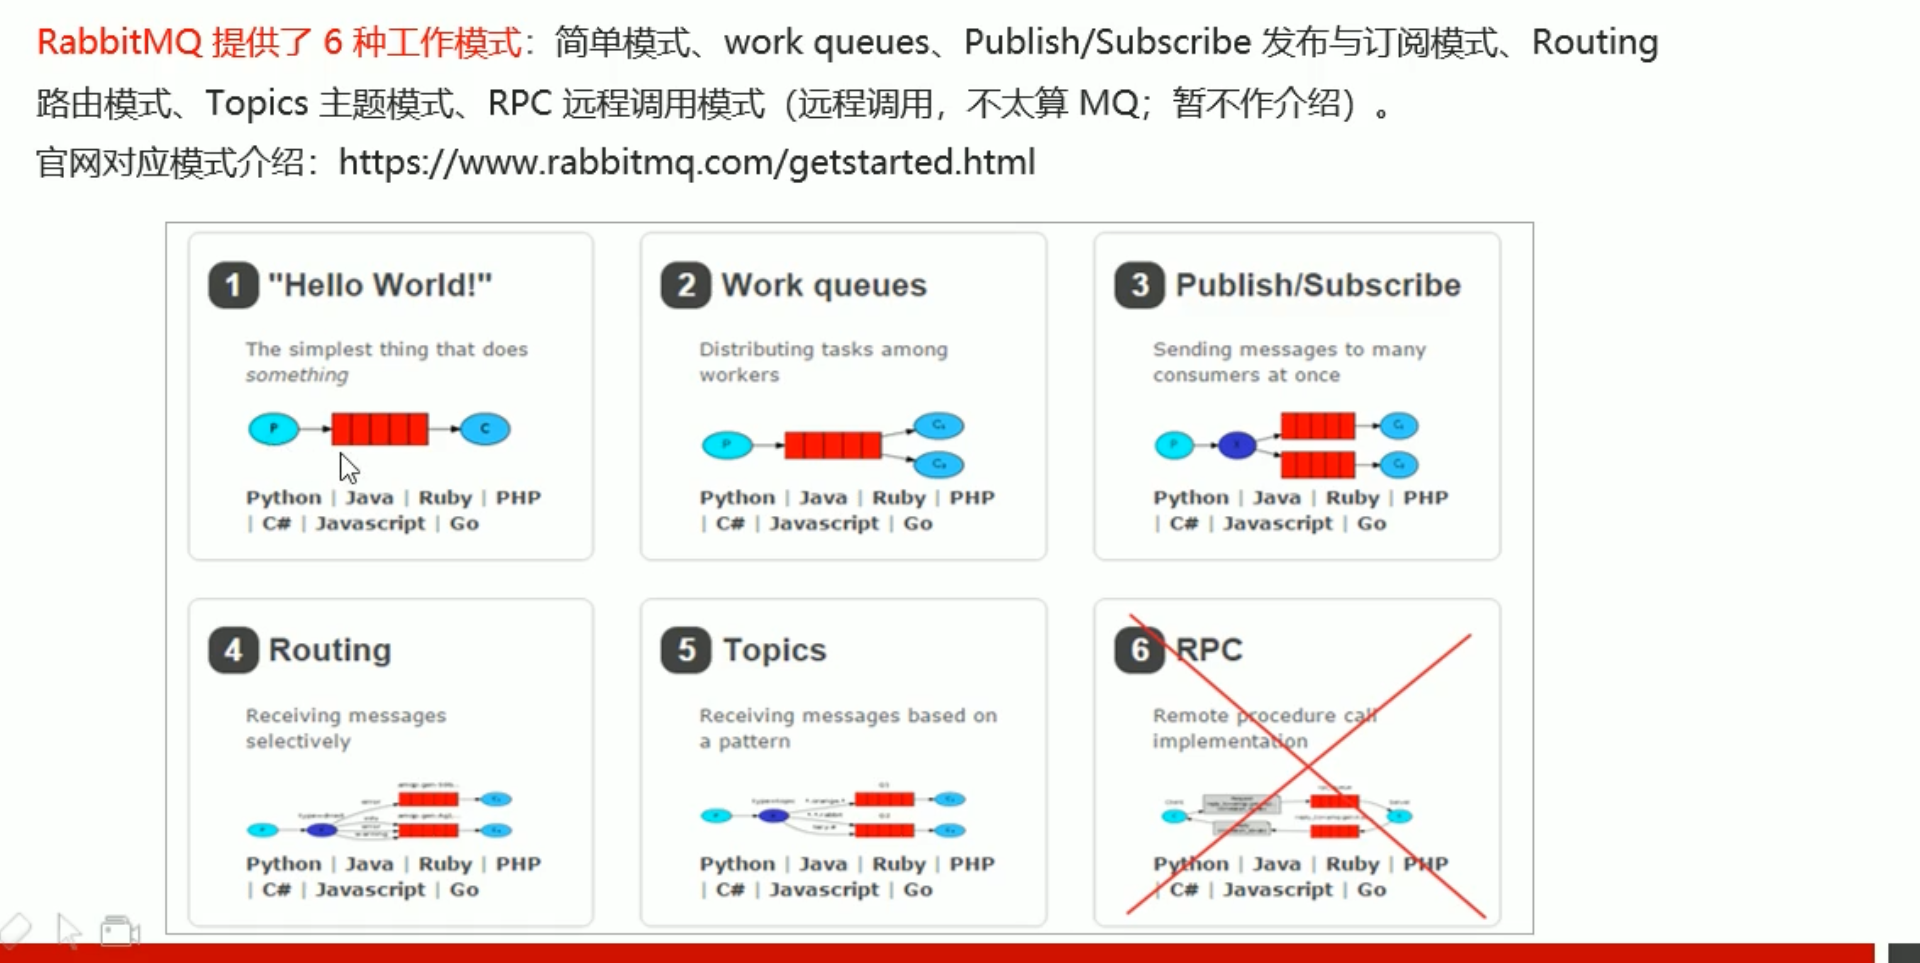 RabbitMQ 提供了 6 种工作模式：简单模式、work queues、Publish/Subscribe 发布与订阅模式、Routing
路由模式、Topics 主题模式、RPC 远程调用模式（远程调用，不太算 MQ；暂不作介绍）。
官网对应模式介绍：https://www.rabbitmq.com/getstarted.html
1 "Hello World!"
The simplest thing that does
something
P
C
Python | Java | Ruby | PHP
| C# | Javascript | Go
2 Work queues
Distributing tasks among
workers
P
C₁
C₂
Python | Java | Ruby | PHP
| C# | Javascript | Go
3 Publish/Subscribe
Sending messages to many
consumers at once
P
X
C₁
C₂
Python | Java | Ruby | PHP
| C# | Javascript | Go
4 Routing
Receiving messages
selectively
error
error
Python | Java | Ruby | PHP
| C# | Javascript | Go
5 Topics
Receiving messages based on
a pattern
Python | Java | Ruby | PHP
| C# | Javascript | Go
6 RPC
Remote procedure call
implementation
Python | Java | Ruby | PHP
| C# | Javascript | Go